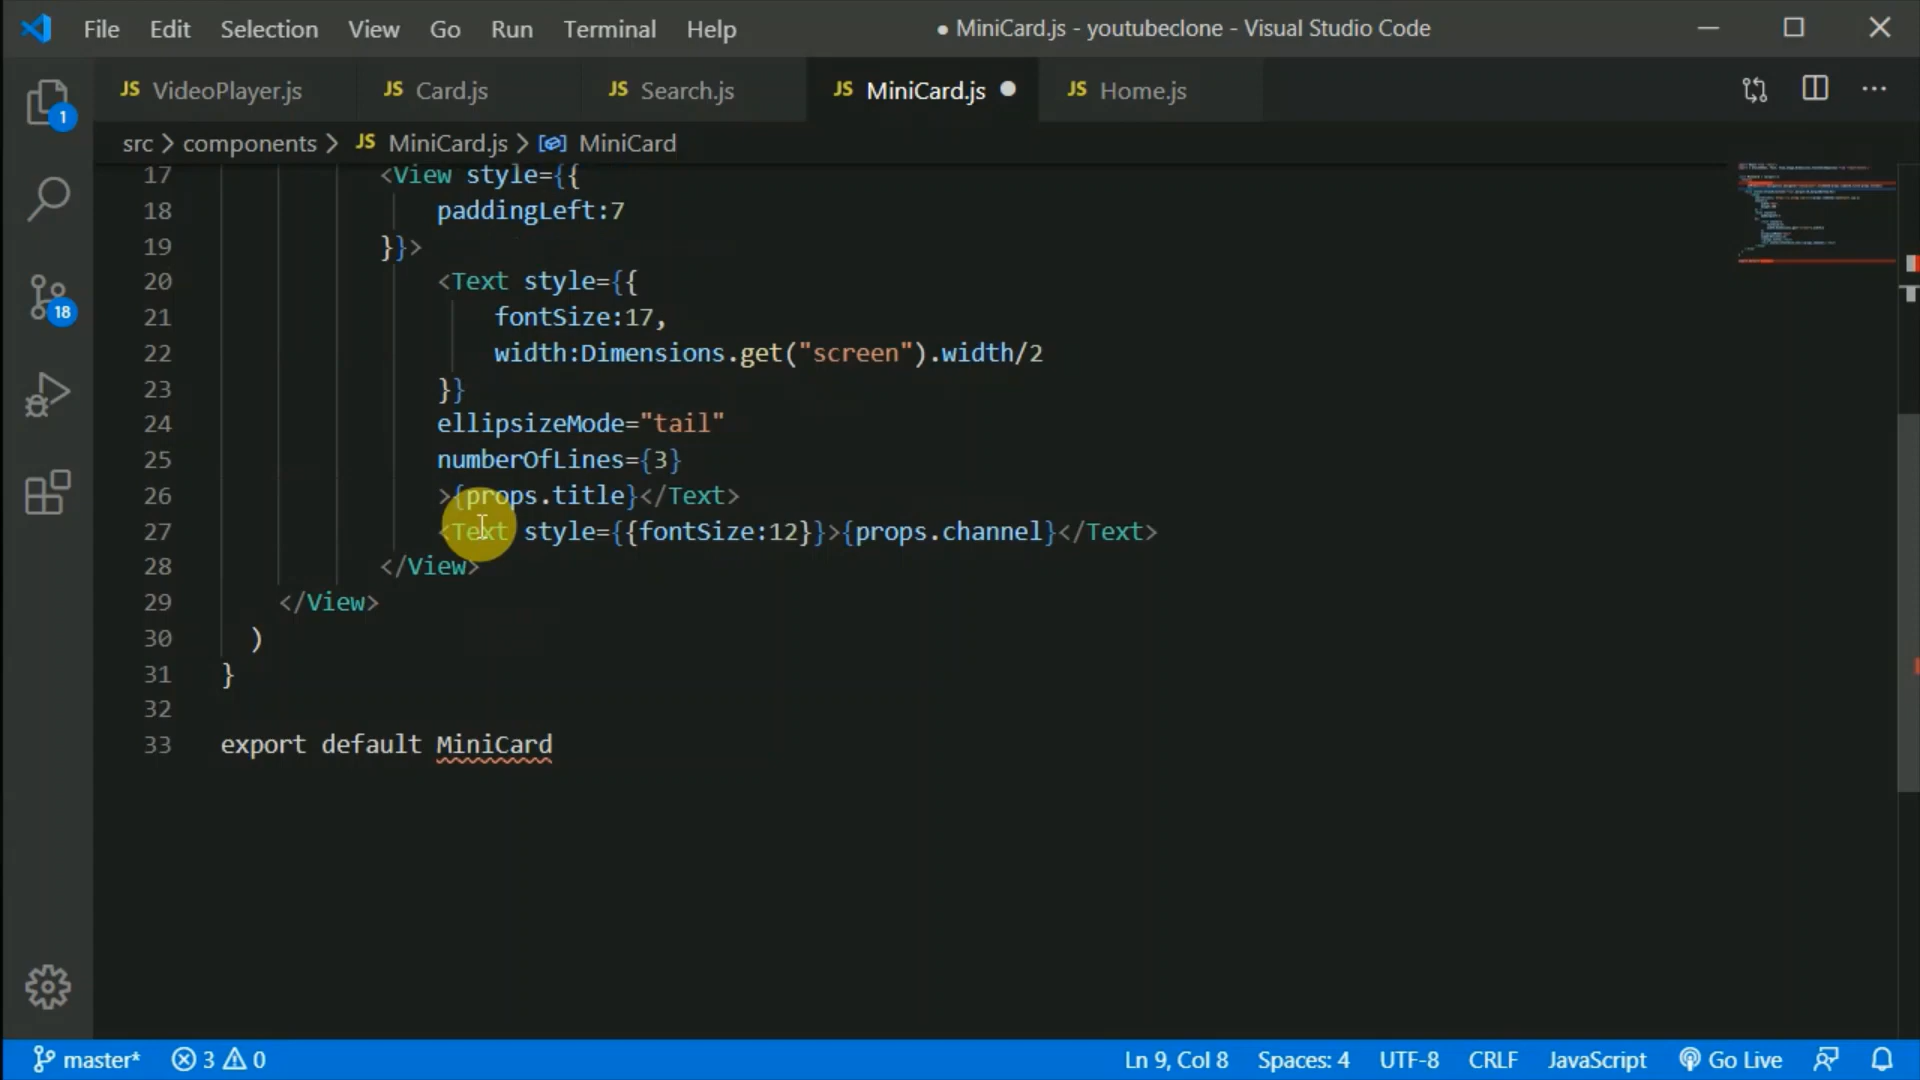 File Edit Selection View Go Run Terminal Help ● MiniCard.js - youtubeclone - Visual Studio Code
JS VideoPlayer.js JS Card.js JS Search.js JS MiniCard.js JS Home.js
1
src > components > JS MiniCard.js > MiniCard
17 <View style={{
18 paddingLeft:7
19 }}>
20 <Text style={{
21 fontSize:17,
22 width:Dimensions.get("screen").width/2
23 }}
24 ellipsizeMode="tail"
25 numberOfLines={3}
26 >{props.title}</Text>
27 <Text style={{fontSize:12}}>{props.channel}</Text>
28 </View>
29 </View>
30 )
31 }
32
33 export default MiniCard
18
master* 3 0 Ln 9, Col 8 Spaces: 4 UTF-8 CRLF JavaScript Go Live